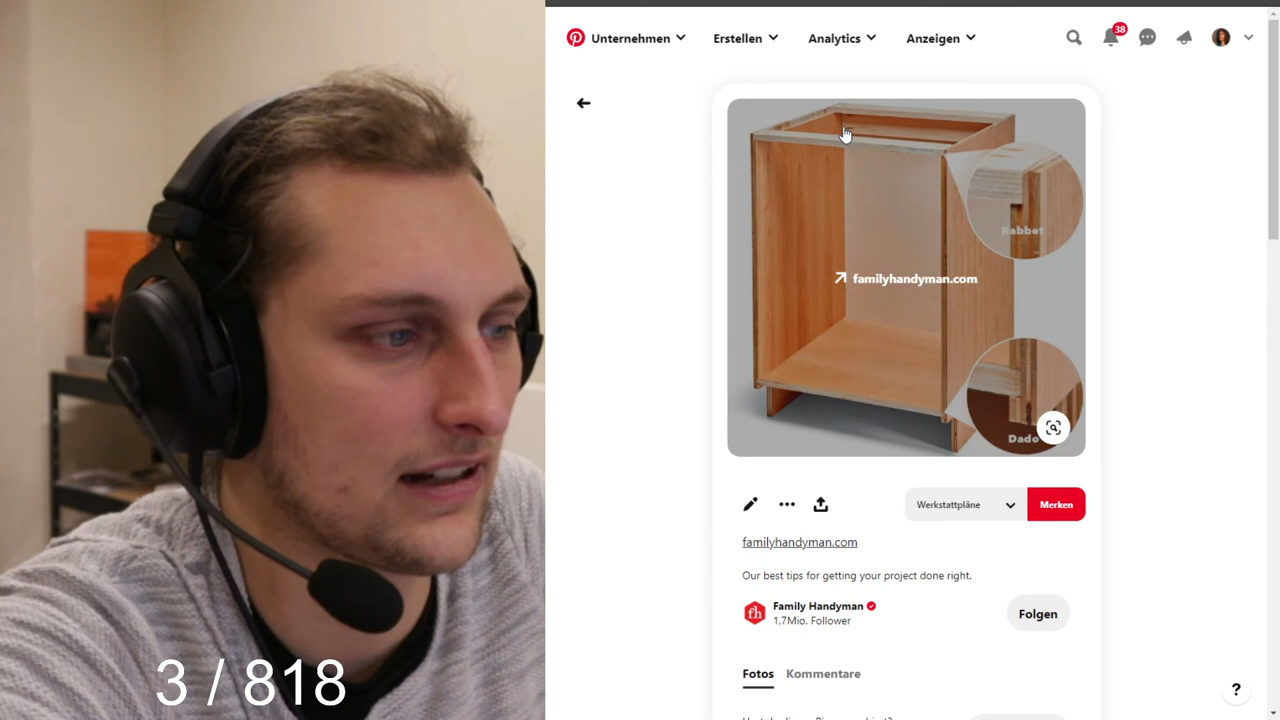 Unternehmen
Erstellen
Analytics
Anzeigen
38
Rabbet
familyhandyman.com
Dado
Werkstattpläne
Merken
familyhandyman.com
Our best tips for getting your project done right.
fh
Family Handyman
1,7Mio. Follower
Folgen
Fotos
Kommentare
?
3 / 818